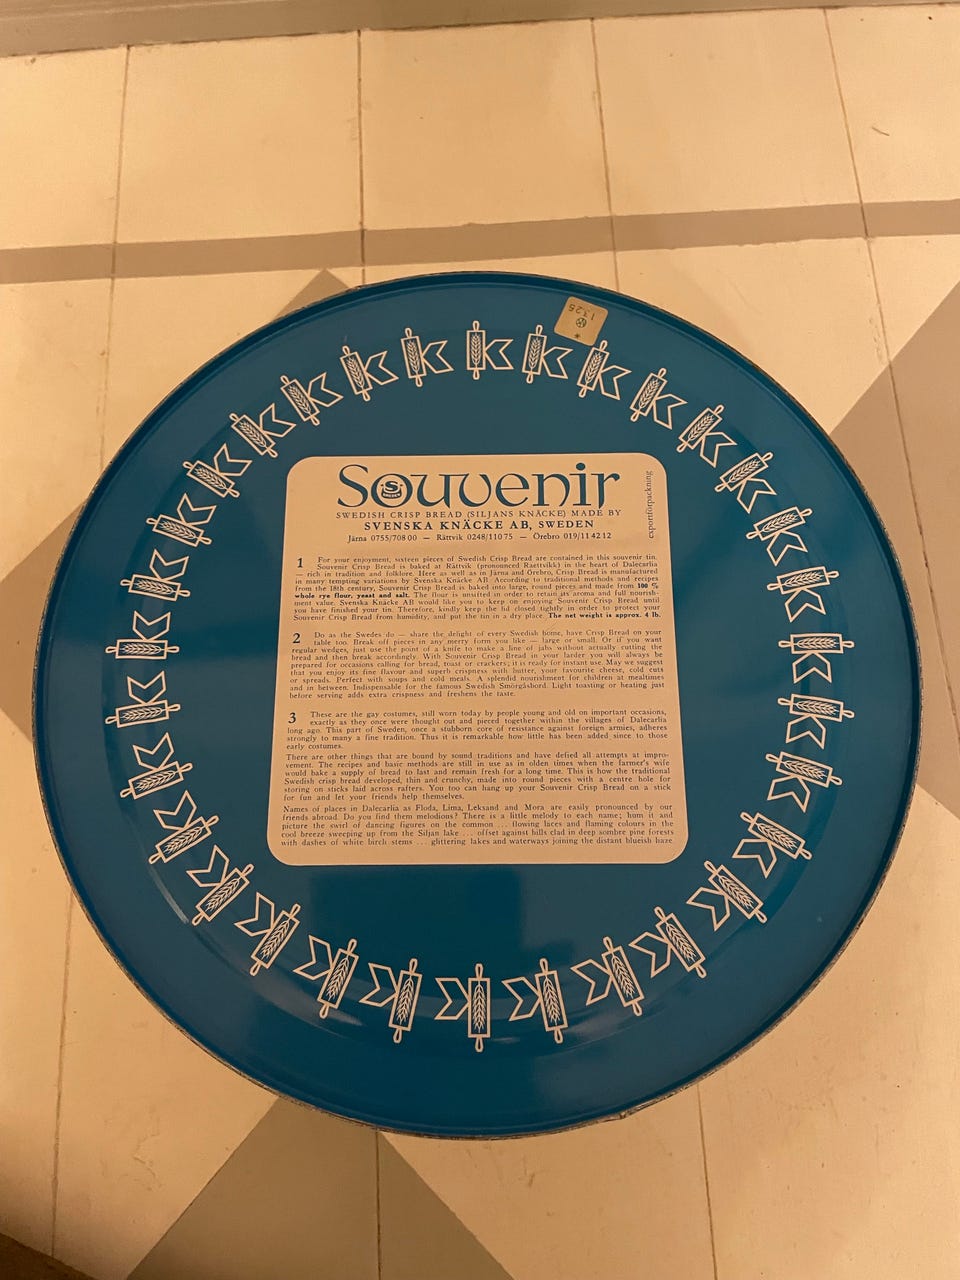 1325
Souvenir
S
SWEDISH CRISP BREAD (SILJANS KNÄCKE) MADE BY
SVENSKA KNÄCKE AB, SWEDEN
Järna 0755/708 00 — Rättvik 0248/110 75 — Örebro 019/11 42 12
exportförpackning
1 For your enjoyment, sixteen pieces of Swedish Crisp Bread are contained in this souvenir tin.
Souvenir Crisp Bread is baked at Rättvik (pronounced Raettvikk) in the heart of Dalecarlia
— rich in tradition and folklore. Here as well as in Järna and Örebro, Crisp Bread is manufactured
in many tempting variations by Svenska Knäcke AB. According to traditional methods and recipes
from the 18th century, Souvenir Crisp Bread is baked into large, round pieces and made from 100 %
whole rye flour, yeast and salt. The flour is unsifted in order to retain its aroma and full nourish-
ment value. Svenska Knäcke AB would like you to keep on enjoying Souvenir Crisp Bread until
you have finished your tin. Therefore, kindly keep the lid closed tightly in order to protect your
Souvenir Crisp Bread from humidity, and put the tin in a dry place. The net weight is approx. 4 lb.
2 Do as the Swedes do — share the delight of every Swedish home, have Crisp Bread on your
table too. Break off pieces in any merry form you like — large or small. Or if you want
regular wedges, just use the point of a knife to make a line of jabs without actually cutting the
bread and then break accordingly. With Souvenir Crisp Bread in your larder you will always be
prepared for occasions calling for bread, toast or crackers; it is ready for instant use. May we suggest
that you enjoy its fine flavour and superb crispness with butter, your favourite cheese, cold cuts
or spreads. Perfect with soups and cold meals. A splendid nourishment for children at mealtimes
and in between. Indispensable for the famous Swedish Smörgåsbord. Light toasting or heating just
before serving adds extra crispness and freshens the taste.
3 These are the gay costumes, still worn today by people young and old on important occasions,
exactly as they once were thought out and pieced together within the villages of Dalecarlia
long ago. This part of Sweden, once a stubborn core of resistance against foreign armies, adheres
strongly to many a fine tradition. Thus it is remarkable how little has been added since to those
early costumes.
There are other things that are bound by sound traditions and have defied all attempts at impro-
vement. The recipes and basic methods are still in use as in olden times when the farmer's wife
would bake a supply of bread to last and remain fresh for a long time. This is how the traditional
Swedish crisp bread developed, thin and crunchy, made into round pieces with a centre hole for
storing on sticks laid across rafters. You too can hang up your Souvenir Crisp Bread on a stick
for fun and let your friends help themselves.
Names of places in Dalecarlia as Floda, Lima, Leksand and Mora are easily pronounced by our
friends abroad. Do you find them melodious? There is a little melody to each name; hum it and
picture the swirl of dancing figures on the common ... flowing laces and flaming colours in the
cool breeze sweeping up from the Siljan lake ... offset against hills clad in deep sombre pine forests
with dashes of white birch stems ... glittering lakes and waterways joining the distant blueish haze